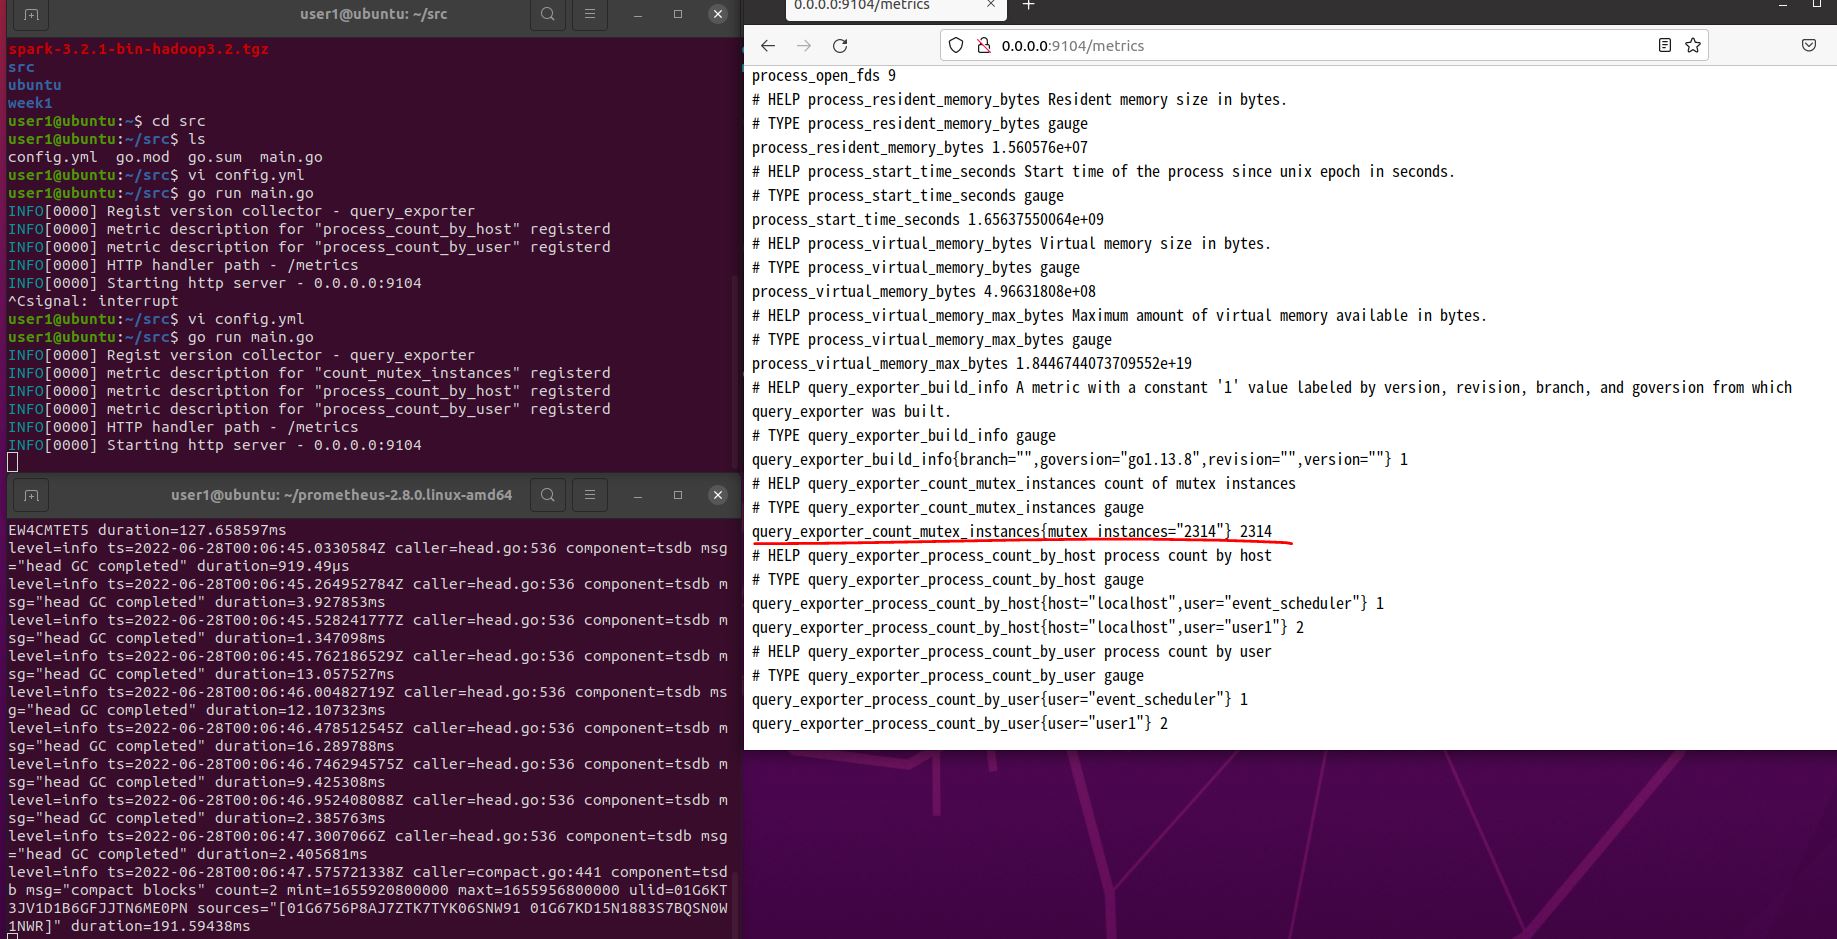 user1@ubuntu: ~/src
spark-3.2.1-bin-hadoop3.2.tgz
src
ubuntu
week1
user1@ubuntu:~$ cd src
user1@ubuntu:~/src$ ls
config.yml  go.mod  go.sum  main.go
user1@ubuntu:~/src$ vi config.yml
user1@ubuntu:~/src$ go run main.go
INFO[0000] Regist version collector - query_exporter
INFO[0000] metric description for "process_count_by_host" registerd
INFO[0000] metric description for "process_count_by_user" registerd
INFO[0000] HTTP handler path - /metrics
INFO[0000] Starting http server - 0.0.0.0:9104
^Csignal: interrupt
user1@ubuntu:~/src$ vi config.yml
user1@ubuntu:~/src$ go run main.go
INFO[0000] Regist version collector - query_exporter
INFO[0000] metric description for "count_mutex_instances" registerd
INFO[0000] metric description for "process_count_by_host" registerd
INFO[0000] metric description for "process_count_by_user" registerd
INFO[0000] HTTP handler path - /metrics
INFO[0000] Starting http server - 0.0.0.0:9104
user1@ubuntu: ~/prometheus-2.8.0.linux-amd64
EW4CMTET5 duration=127.658597ms
level=info ts=2022-06-28T00:06:45.0330584Z caller=head.go:536 component=tsdb msg
="head GC completed" duration=919.49µs
level=info ts=2022-06-28T00:06:45.264952784Z caller=head.go:536 component=tsdb m
sg="head GC completed" duration=3.927853ms
level=info ts=2022-06-28T00:06:45.528241777Z caller=head.go:536 component=tsdb m
sg="head GC completed" duration=1.347098ms
level=info ts=2022-06-28T00:06:45.762186529Z caller=head.go:536 component=tsdb m
sg="head GC completed" duration=13.057527ms
level=info ts=2022-06-28T00:06:46.00482719Z caller=head.go:536 component=tsdb ms
g="head GC completed" duration=12.107323ms
level=info ts=2022-06-28T00:06:46.478512545Z caller=head.go:536 component=tsdb m
sg="head GC completed" duration=16.289788ms
level=info ts=2022-06-28T00:06:46.746294575Z caller=head.go:536 component=tsdb m
sg="head GC completed" duration=9.425308ms
level=info ts=2022-06-28T00:06:46.952408088Z caller=head.go:536 component=tsdb m
sg="head GC completed" duration=2.385763ms
level=info ts=2022-06-28T00:06:47.3007066Z caller=head.go:536 component=tsdb msg
="head GC completed" duration=2.405681ms
level=info ts=2022-06-28T00:06:47.575721338Z caller=compact.go:441 component=tsd
b msg="compact blocks" count=2 mint=1655920800000 maxt=1655956800000 ulid=01G6KT
3JV1D1B6GFJJTN6ME0PN sources="[01G6756P8AJ7ZTK7TYK06SNW91 01G67KD15N1883S7BQSN0W
1NWR]" duration=191.59438ms
0.0.0.0:9104/metrics
0.0.0.0:9104/metrics
process_open_fds 9
# HELP process_resident_memory_bytes Resident memory size in bytes.
# TYPE process_resident_memory_bytes gauge
process_resident_memory_bytes 1.560576e+07
# HELP process_start_time_seconds Start time of the process since unix epoch in seconds.
# TYPE process_start_time_seconds gauge
process_start_time_seconds 1.65637550064e+09
# HELP process_virtual_memory_bytes Virtual memory size in bytes.
# TYPE process_virtual_memory_bytes gauge
process_virtual_memory_bytes 4.96631808e+08
# HELP process_virtual_memory_max_bytes Maximum amount of virtual memory available in bytes.
# TYPE process_virtual_memory_max_bytes gauge
process_virtual_memory_max_bytes 1.8446744073709552e+19
# HELP query_exporter_build_info A metric with a constant '1' value labeled by version, revision, branch, and goversion from which
query_exporter was built.
# TYPE query_exporter_build_info gauge
query_exporter_build_info{branch="",goversion="go1.13.8",revision="",version=""} 1
# HELP query_exporter_count_mutex_instances count of mutex instances
# TYPE query_exporter_count_mutex_instances gauge
query_exporter_count_mutex_instances{mutex_instances="2314"} 2314
# HELP query_exporter_process_count_by_host process count by host
# TYPE query_exporter_process_count_by_host gauge
query_exporter_process_count_by_host{host="localhost",user="event_scheduler"} 1
query_exporter_process_count_by_host{host="localhost",user="user1"} 2
# HELP query_exporter_process_count_by_user process count by user
# TYPE query_exporter_process_count_by_user gauge
query_exporter_process_count_by_user{user="event_scheduler"} 1
query_exporter_process_count_by_user{user="user1"} 2